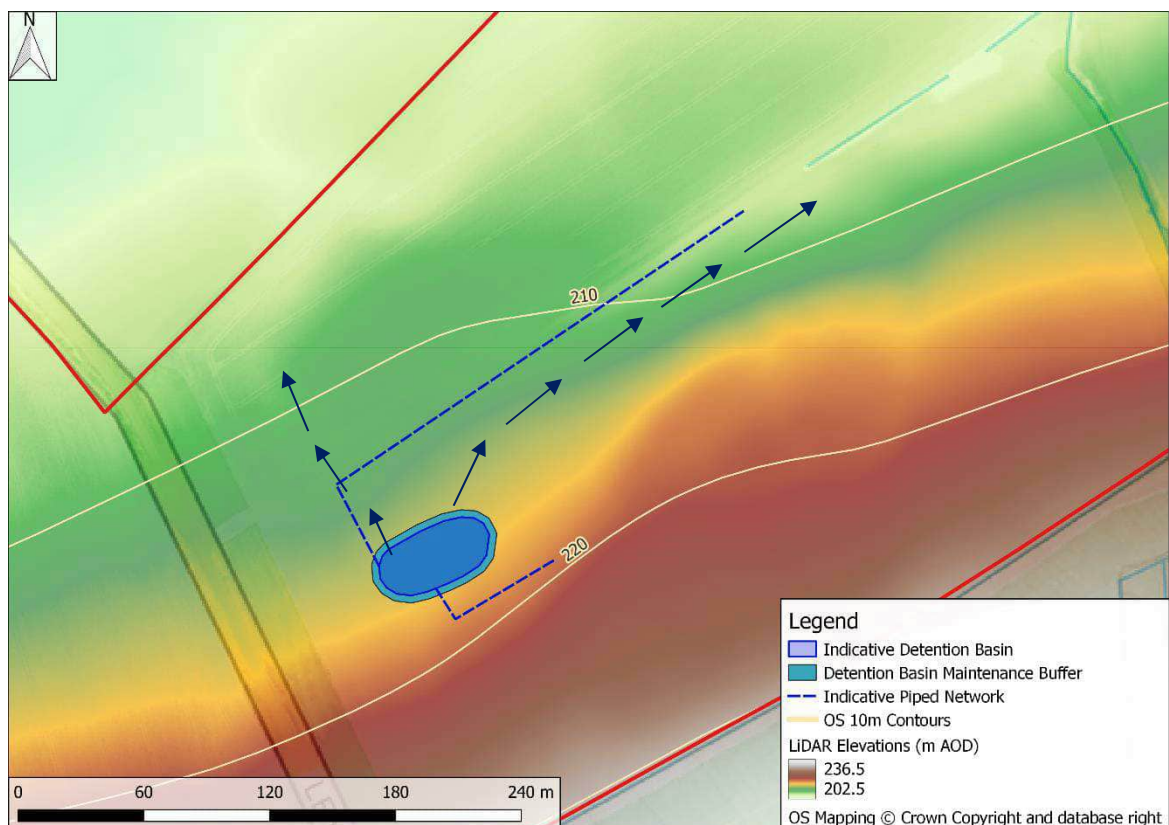 N
210
220
Legend
Indicative Detention Basin
Detention Basin Maintenance Buffer
Indicative Piped Network
OS 10m Contours
LiDAR Elevations (m AOD)
236.5
202.5
OS Mapping © Crown Copyright and database right
0 60 120 180 240 m